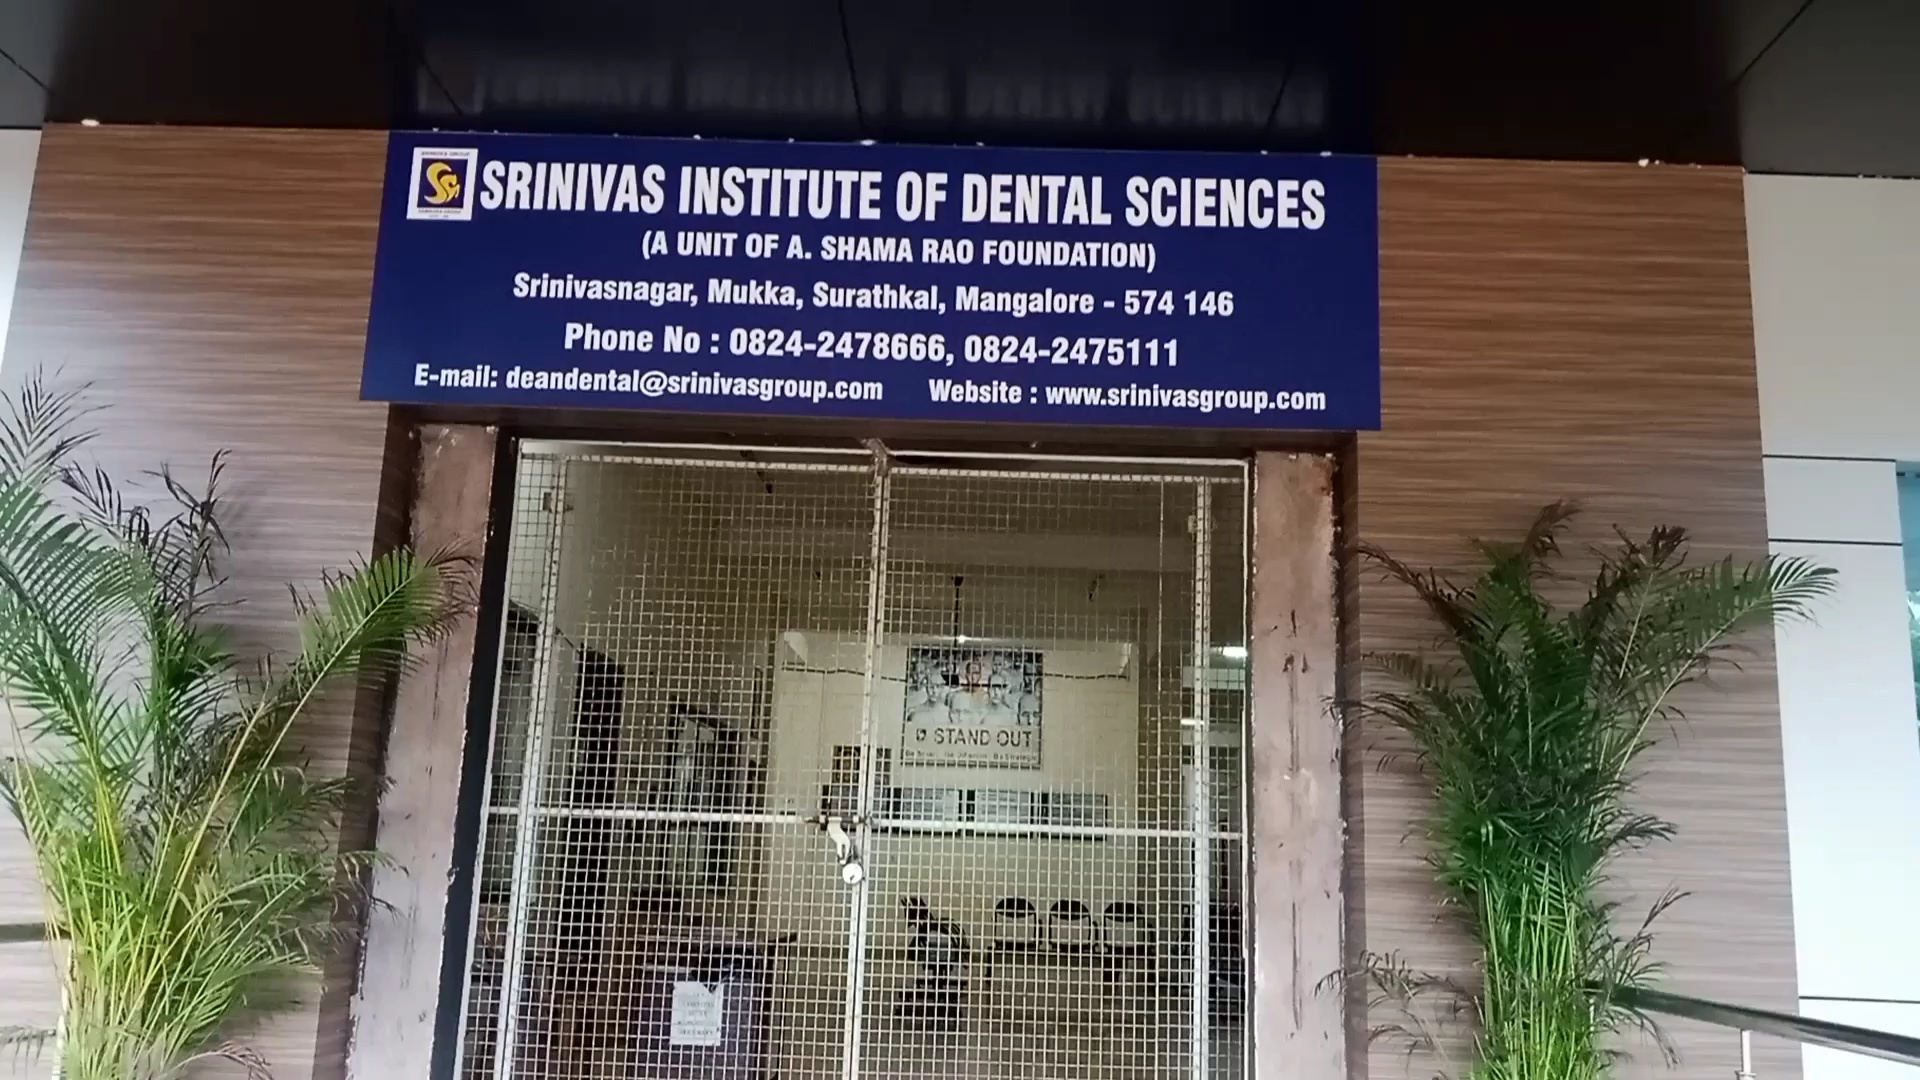 SRINIVAS INSTITUTE OF DENTAL SCIENCES
(A UNIT OF A. SHAMA RAO FOUNDATION)
Srinivasnagar, Mukka, Surathkal, Mangalore - 574 146
Phone No : 0824-2478666, 0824-2475111
E-mail: deandental@srinivasgroup.com Website : www.srinivasgroup.com
STAND OUT